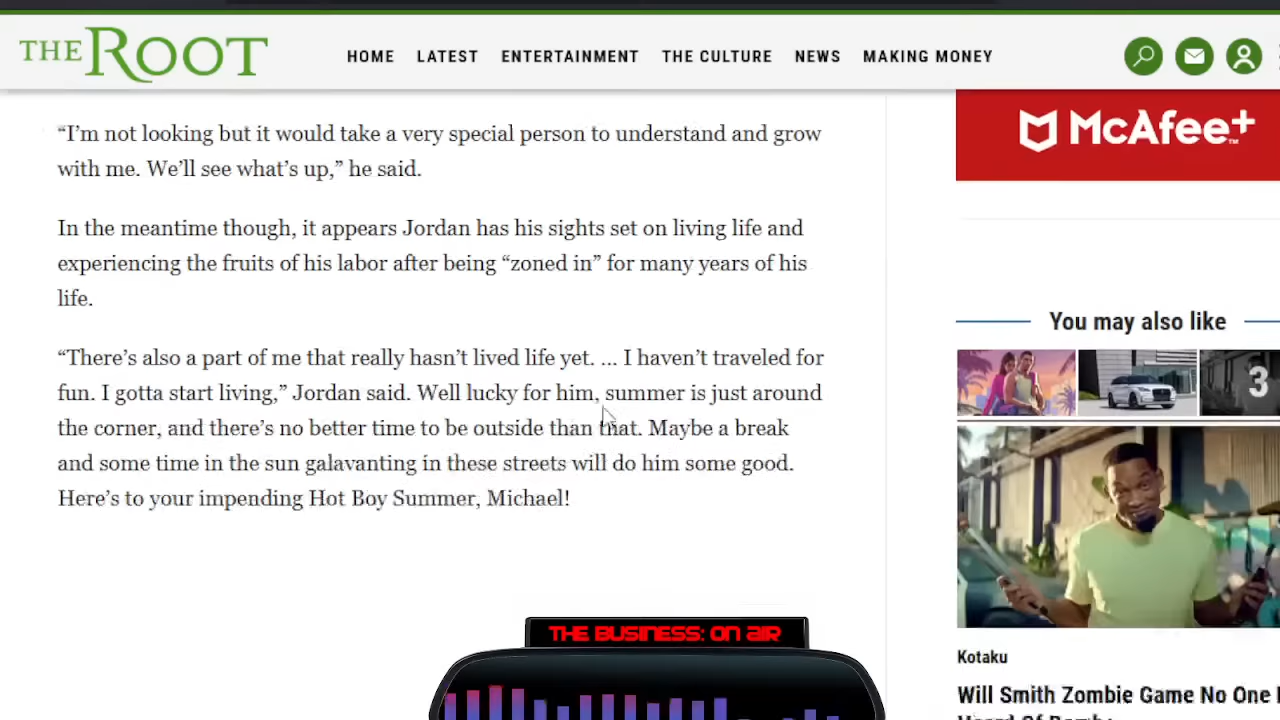 THE ROOT
HOME LATEST ENTERTAINMENT THE CULTURE NEWS MAKING MONEY
McAfee+™
“I’m not looking but it would take a very special person to understand and grow
with me. We’ll see what’s up,” he said.
In the meantime though, it appears Jordan has his sights set on living life and
experiencing the fruits of his labor after being “zoned in” for many years of his
life.
“There’s also a part of me that really hasn’t lived life yet. ... I haven’t traveled for
fun. I gotta start living,” Jordan said. Well lucky for him, summer is just around
the corner, and there’s no better time to be outside than that. Maybe a break
and some time in the sun galavanting in these streets will do him some good.
Here’s to your impending Hot Boy Summer, Michael!
You may also like
3
Kotaku
Will Smith Zombie Game No One
THE BUSINESS: ON AIR